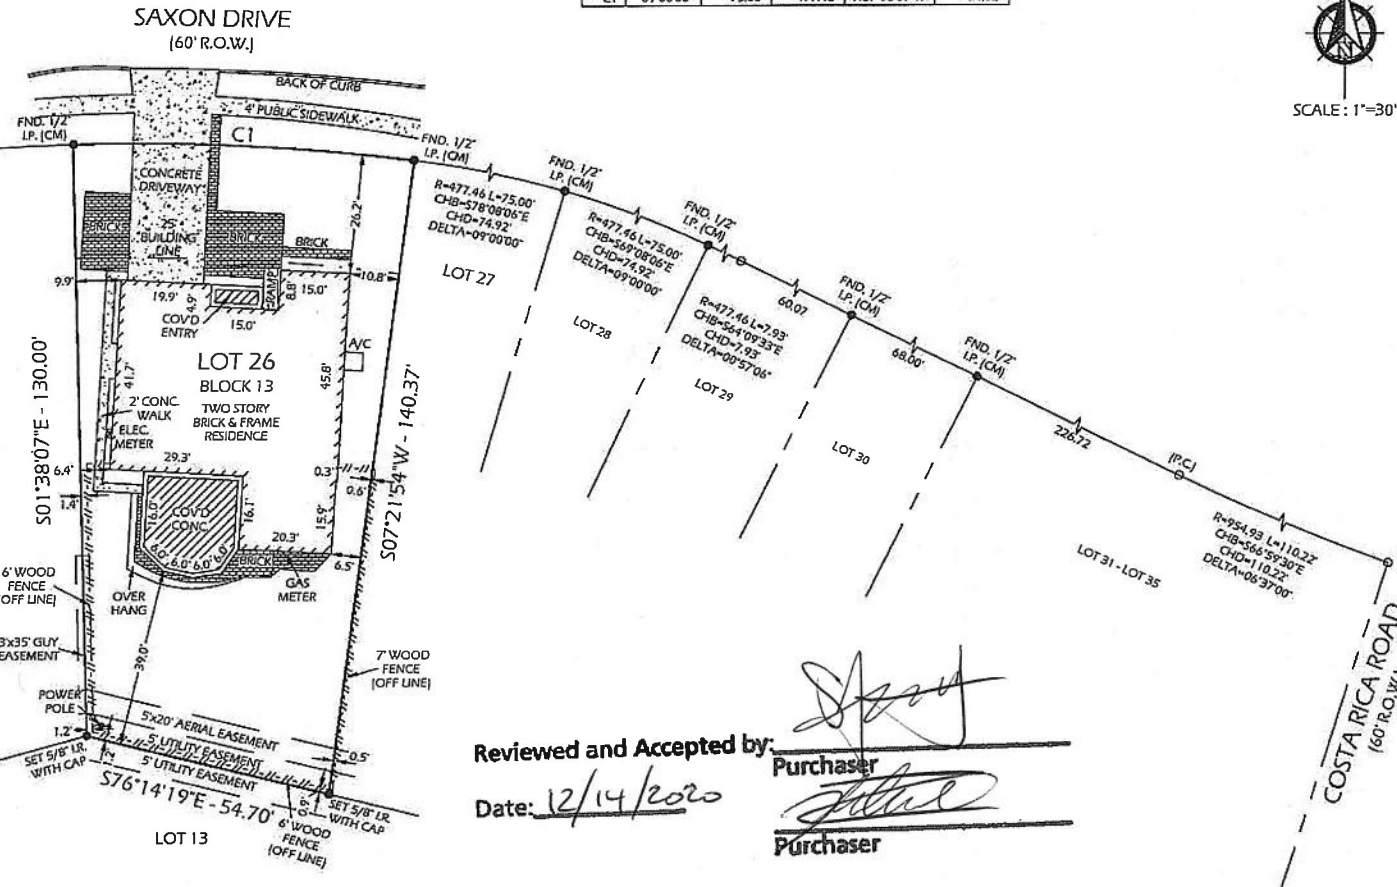 SAXON DRIVE
(60' R.O.W.)
SCALE : 1"=30'
BACK OF CURB
4' PUBLIC SIDEWALK
FND. 1/2"
I.P. (CM)
C1
FND. 1/2"
I.P. (CM)
FND. 1/2"
I.P. (CM)
FND. 1/2"
I.P. (CM)
FND. 1/2"
I.P. (CM)
FND. 1/2"
I.P. (CM)
CONCRETE
DRIVEWAY
25'
BUILDING
LINE
BRICK
BRICK
BRICK
26.2'
R=477.46 L=75.00'
CHB=S78°08'06"E
CHD=74.92'
DELTA=09°00'00"
LOT 27
R=477.46 L=75.00'
CHB=S69°08'06"E
CHD=74.92'
DELTA=09°00'00"
LOT 28
R=477.46 L=7.93'
CHB=S64°09'33"E
CHD=7.93'
DELTA=00°57'06"
LOT 29
60.07
68.00'
LOT 30
226.72
(P.C.)
R=954.93 L=110.22'
CHB=S66°59'30"E
CHD=110.22'
DELTA=06°37'00"
LOT 31 - LOT 35
COSTA RICA ROAD
(60' R.O.W.)
9.9'
10.8'
19.9'
4.9'
RAMP
8.8'
15.0'
COV'D
ENTRY
15.0'
A/C
LOT 26
BLOCK 13
TWO STORY
BRICK & FRAME
RESIDENCE
41.7'
45.8'
2' CONC.
WALK
ELEC.
METER
S01°38'07"E - 130.00'
S07°21'54"W - 140.37'
29.3'
6.4'
1.4'
0.3'
0.6'
16.0'
COV'D
CONC.
16.1'
15.9'
20.3'
6.0' 6.0' 6.0' 6.0'
BRICK
6.5'
GAS
METER
OVER
HANG
6' WOOD
FENCE
(OFF LINE)
3'x35' GUY
EASEMENT
39.0'
7' WOOD
FENCE
(OFF LINE)
POWER
POLE
1.2'
5'x20' AERIAL EASEMENT
5' UTILITY EASEMENT
5' UTILITY EASEMENT
0.5'
SET 5/8" I.R.
WITH CAP
S76°14'19"E - 54.70'
0.9'
SET 5/8" I.R.
WITH CAP
6' WOOD
FENCE
(OFF LINE)
LOT 13
Reviewed and Accepted by:
Purchaser
Date: 12/14/2020
Purchaser